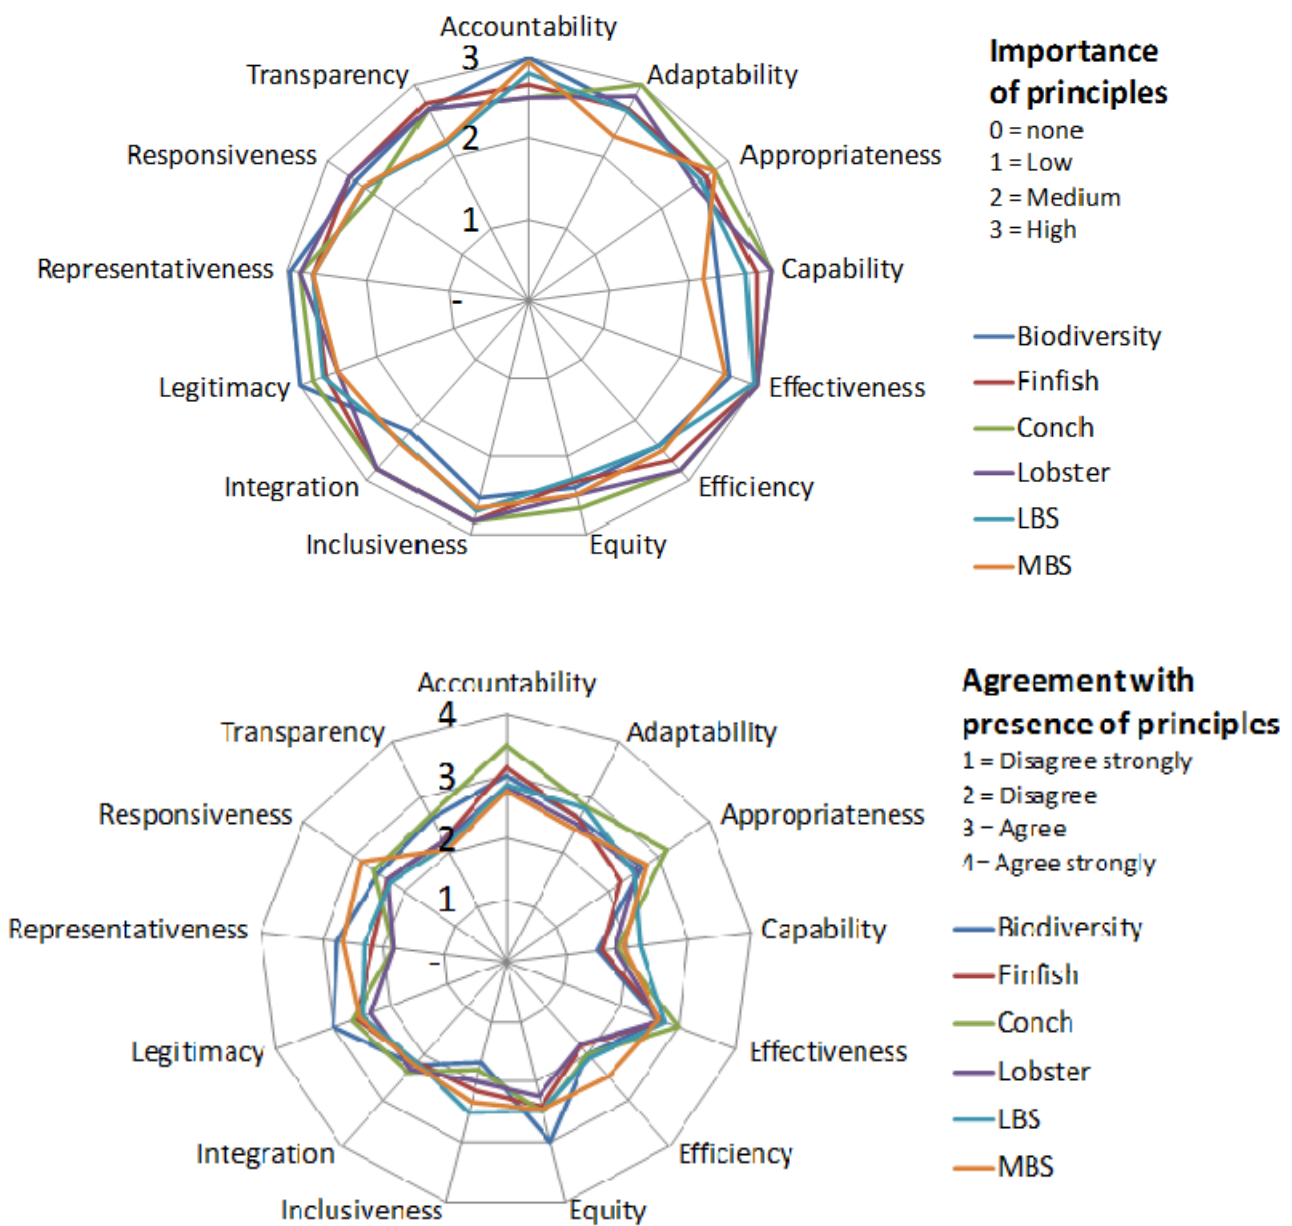 Accountability
3
Transparency
Adaptability
2
Responsiveness
Appropriateness
1
Representativeness
Capability
-
Legitimacy
Effectiveness
Integration
Efficiency
Inclusiveness
Equity
Importance
of principles
0 = none
1 = Low
2 = Medium
3 = High
Biodiversity
Finfish
Conch
Lobster
LBS
MBS
Accountability
4
Transparency
Adaptability
3
Responsiveness
Appropriateness
2
1
Representativeness
Capability
-
Legitimacy
Effectiveness
Integration
Efficiency
Inclusiveness
Equity
Agreement with
presence of principles
1 = Disagree strongly
2 = Disagree
3 – Agree
4 – Agree strongly
Biodiversity
Finfish
Conch
Lobster
LBS
MBS